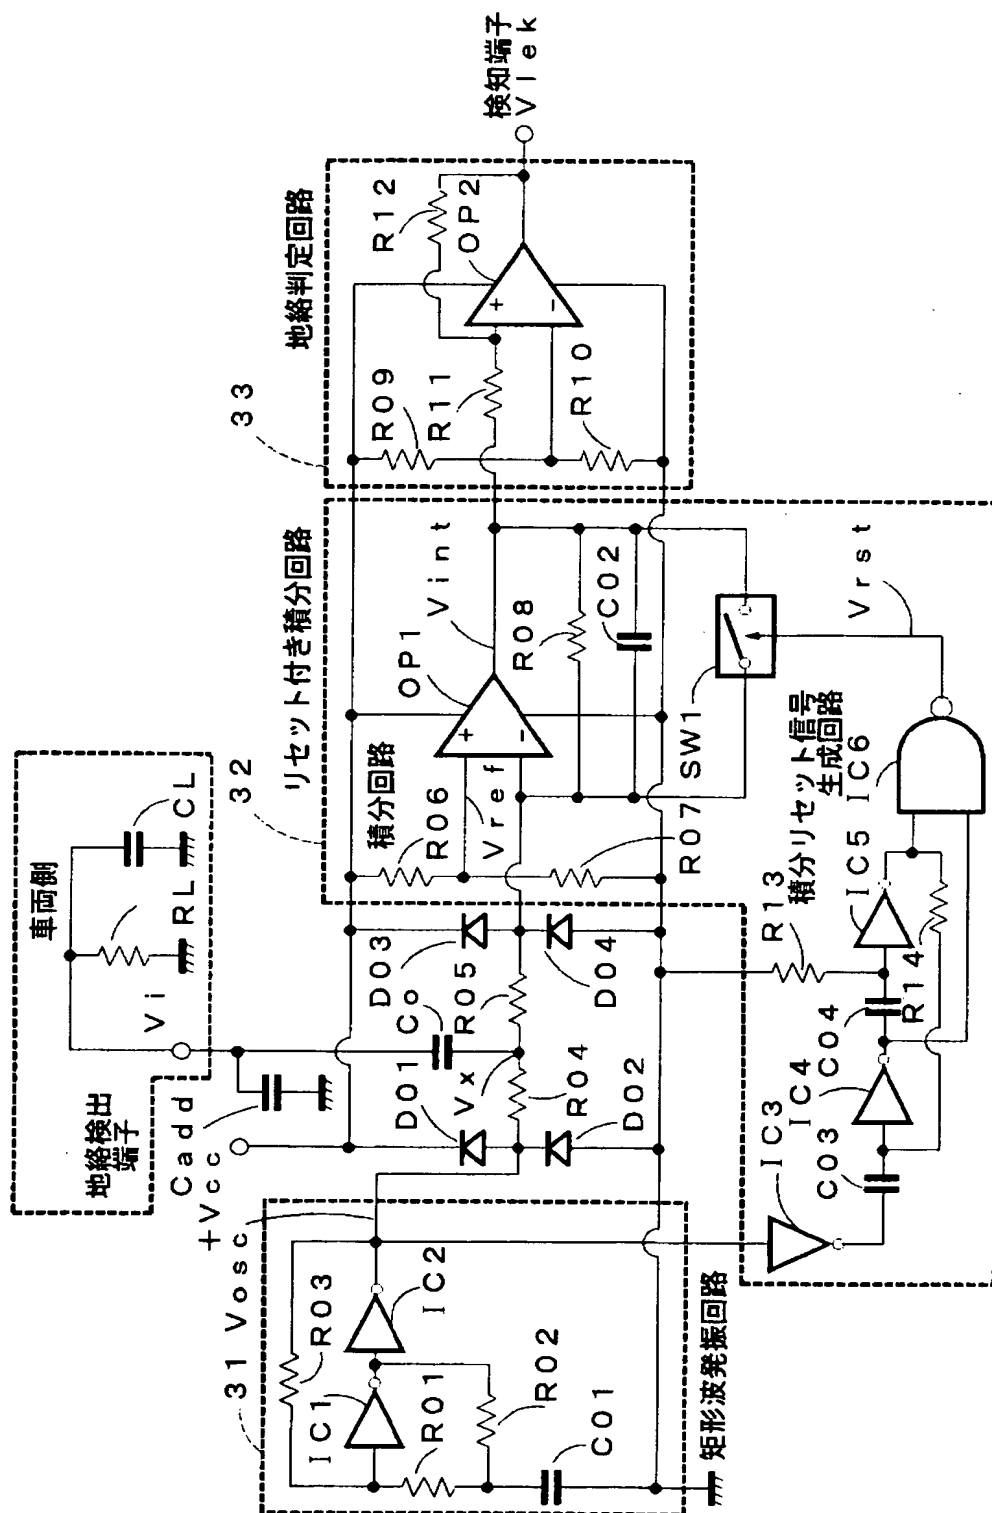 車両側
地絡検出
端子
Vi
RL
CL
Cadd
+Vcc
31
Vosc
R03
IC1
IC2
R01
R02
C01
矩形波発振回路
D01
D02
Vx
R04
Co
R05
D03
D04
32
リセット付き積分回路
積分回路
R06
Vref
R07
OP1
Vint
R08
C02
SW1
Vrst
積分リセット信号
生成回路
IC3
C03
IC4
C04
R13
R14
IC5
IC6
33
地絡判定回路
R09
R10
R11
R12
OP2
+
-
+
-
検知端子
Vlek